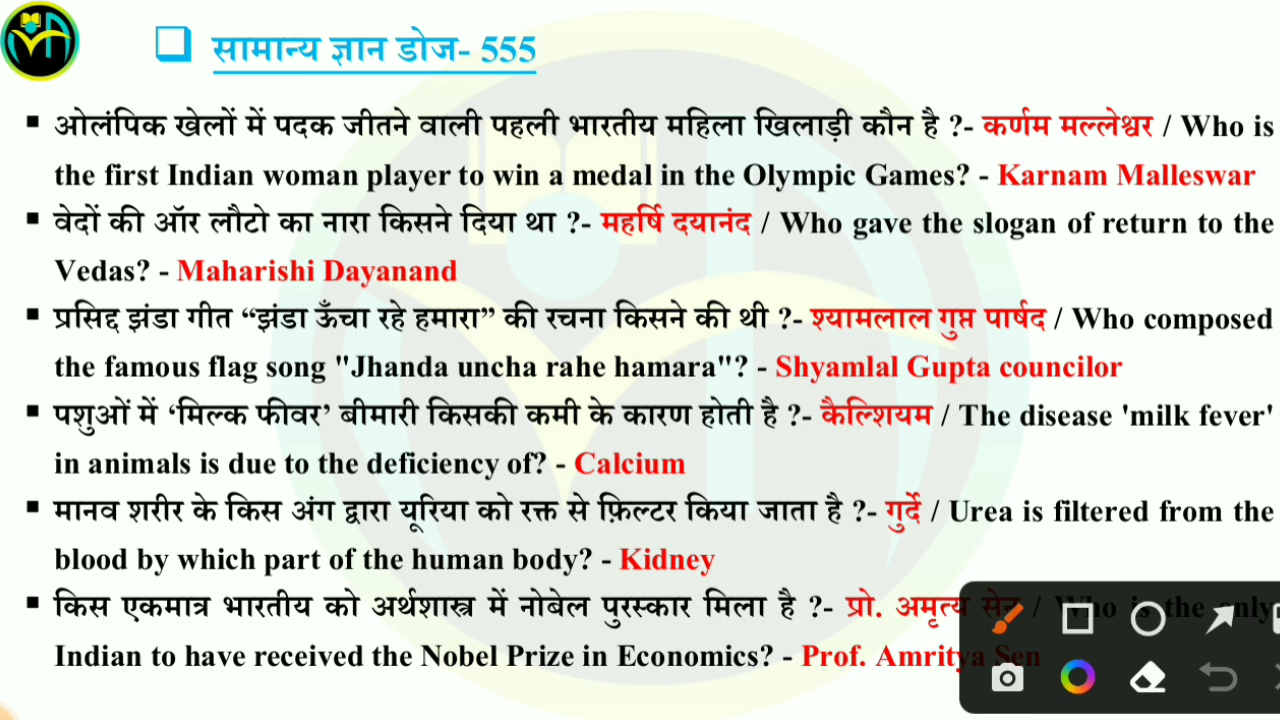 सामान्य ज्ञान डोज- 555
ओलंपिक खेलों में पदक जीतने वाली पहली भारतीय महिला खिलाड़ी कौन है ?- कर्णम मल्लेश्वर / Who is
the first Indian woman player to win a medal in the Olympic Games? - Karnam Malleswar
वेदों की ऑर लौटो का नारा किसने दिया था ?- महर्षि दयानंद / Who gave the slogan of return to the
Vedas? - Maharishi Dayanand
प्रसिद्द झंडा गीत “झंडा ऊँचा रहे हमारा” की रचना किसने की थी ?- श्यामलाल गुप्त पार्षद / Who composed
the famous flag song "Jhanda uncha rahe hamara"? - Shyamlal Gupta councilor
पशुओं में ‘मिल्क फीवर’ बीमारी किसकी कमी के कारण होती है ?- कैल्शियम / The disease 'milk fever'
in animals is due to the deficiency of? - Calcium
मानव शरीर के किस अंग द्वारा यूरिया को रक्त से फ़िल्टर किया जाता है ?- गुर्दे / Urea is filtered from the
blood by which part of the human body? - Kidney
किस एकमात्र भारतीय को अर्थशास्त्र में नोबेल पुरस्कार मिला है ?- प्रो. अमृत्य सेन / Who is the only
Indian to have received the Nobel Prize in Economics? - Prof. Amritya Sen